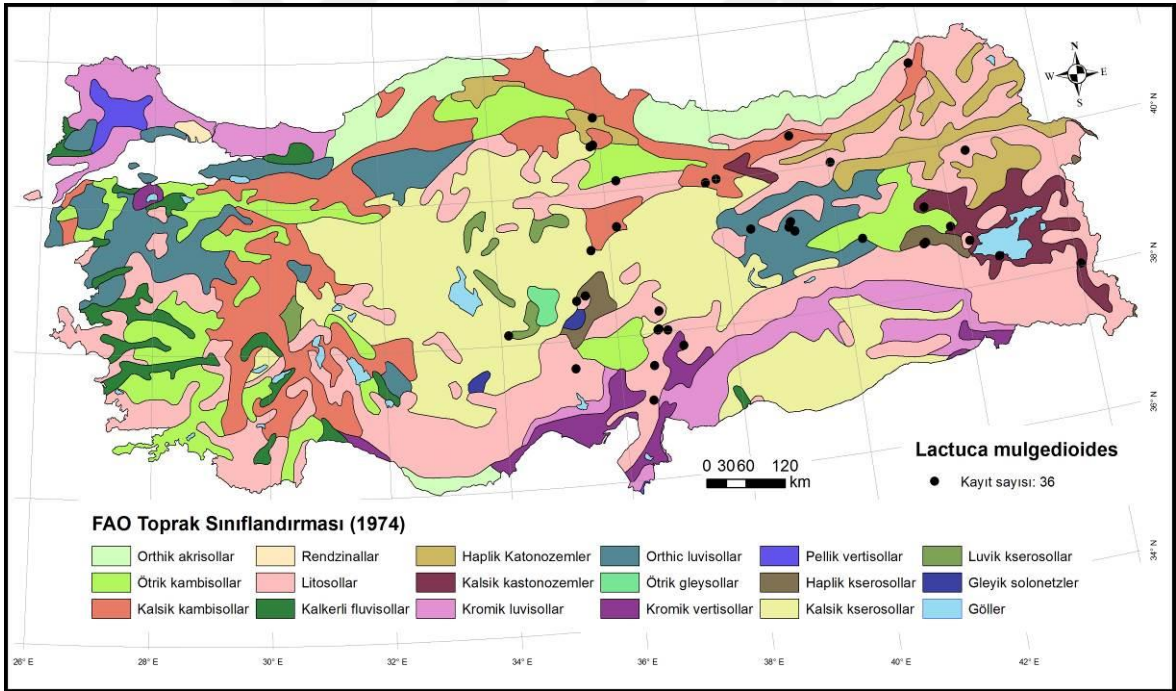 N
W E
S
40° N
38° N
36° N
34° N
Lactuca mulgedioides
Kayıt sayısı: 36
0 3060 120
km
FAO Toprak Sınıflandırması (1974)
Orthik akrisollar
Rendzinallar
Haplik Katonozemler
Orthic luvisollar
Pellik vertisollar
Luvik kserosollar
Ötrik kambisollar
Litosollar
Kalsik kastonozemler
Ötrik gleysollar
Haplik kserosollar
Gleyik solonetzler
Kalsik kambisollar
Kalkerli fluvisollar
Kromik luvisollar
Kromik vertisollar
Kalsik kserosollar
Göller
26° E 28° E 30° E 32° E 34° E 36° E 38° E 40° E 42° E